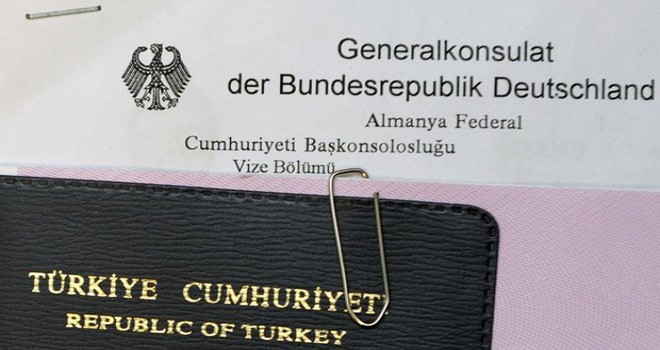 Generalkonsulat
der Bundesrepublik Deutschland
Almanya Federal
Cumhuriyeti Başkonsolosluğu
Vize Bölümü
TÜRKİYE CUMHURİYETİ
REPUBLIC OF TURKEY